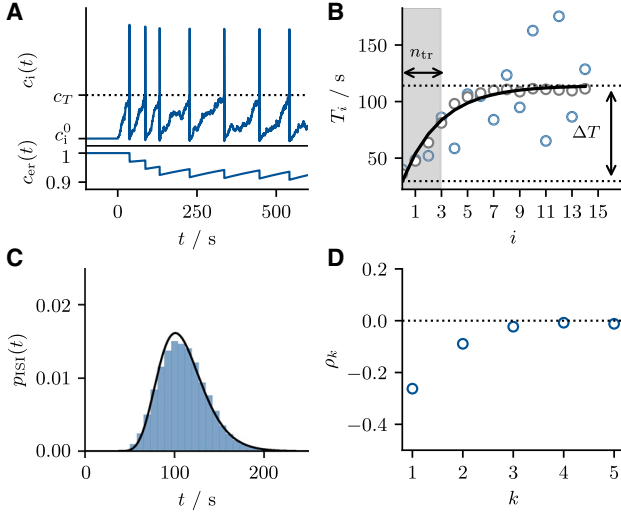 A
c_i(t)
c_T
c_i^0
c_er(t)
1
0.9
0
250
500
t / s
B
T_i / s
150
100
50
n_tr
ΔT
1
3
5
7
9
11
13
15
i
C
p_ISI(t)
0.02
0.01
0.00
0
100
200
t / s
D
ρ_k
0.2
0.0
−0.2
−0.4
1
2
3
4
5
k